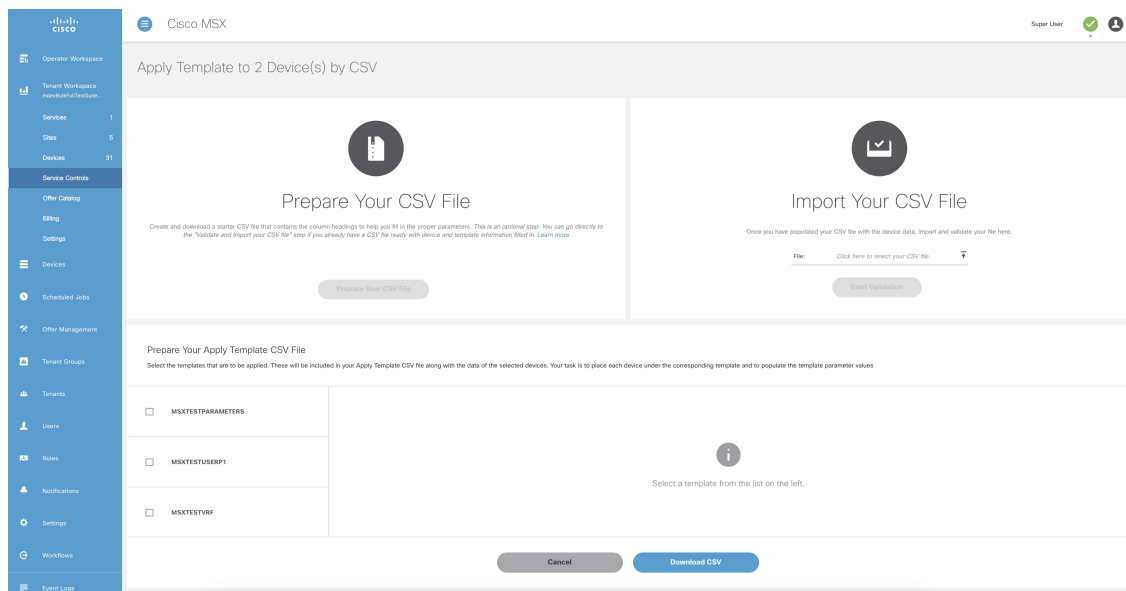 CISCO
Cisco MSX
Super User
Operator Workspace
Tenant Workspace
Services 1
Sites 5
Devices 31
Service Controls
Offer Catalog
Billing
Settings
Devices
Scheduled Jobs
Offer Management
Tenant Groups
Tenants
Users
Roles
Notifications
Settings
Workflows
Event Logs
Apply Template to 2 Device(s) by CSV
Prepare Your CSV File
Create and download a starter CSV file that contains the column headings to help you fill in the proper parameters. This is an optional step. You can go directly to
the "Validate and Import your CSV file" step if you already have a CSV file ready with device and template information filled in. Learn more
Prepare Your CSV File
Import Your CSV File
Once you have populated your CSV file with the device data, import and validate your file here.
File: Click here to select your CSV file
Start Validation
Prepare Your Apply Template CSV File
Select the templates that are to be applied. These will be included in your Apply Template CSV file along with the data of the selected devices. Your task is to place each device under the corresponding template and to populate the template parameter values
MSXTESTPARAMETERS
MSXTESTUSERP1
MSXTESTVRF
Select a template from the list on the left.
Cancel
Download CSV